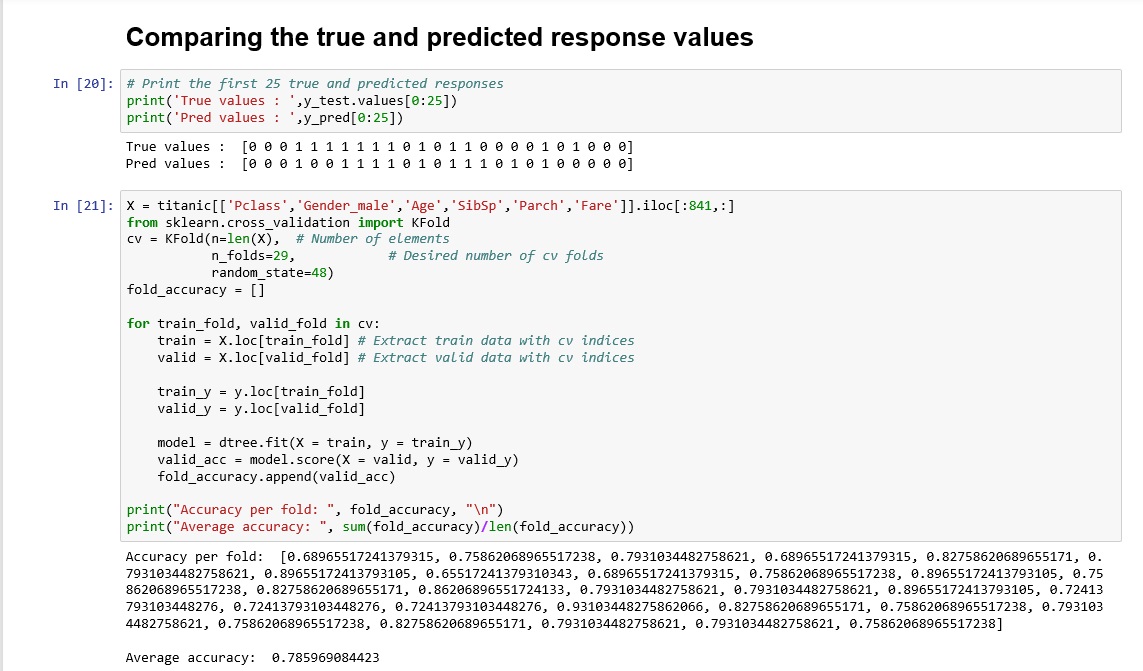 Comparing the true and predicted response values
In [20]: # Print the first 25 true and predicted responses
print('True values : ',y_test.values[0:25])
print('Pred values : ',y_pred[0:25])
True values :  [0 0 0 1 1 1 1 1 1 1 0 1 0 1 1 0 0 0 0 1 0 1 0 0 0]
Pred values :  [0 0 0 1 0 0 1 1 1 1 0 1 0 1 1 1 0 1 0 1 0 0 0 0 0]
In [21]: X = titanic[['Pclass','Gender_male','Age','SibSp','Parch','Fare']].iloc[:841,:]
from sklearn.cross_validation import KFold
cv = KFold(n=len(X),  # Number of elements
           n_folds=29,            # Desired number of cv folds
           random_state=48)
fold_accuracy = []
for train_fold, valid_fold in cv:
    train = X.loc[train_fold] # Extract train data with cv indices
    valid = X.loc[valid_fold] # Extract valid data with cv indices
    train_y = y.loc[train_fold]
    valid_y = y.loc[valid_fold]
    model = dtree.fit(X = train, y = train_y)
    valid_acc = model.score(X = valid, y = valid_y)
    fold_accuracy.append(valid_acc)
print("Accuracy per fold: ", fold_accuracy, "\n")
print("Average accuracy: ", sum(fold_accuracy)/len(fold_accuracy))
Accuracy per fold:  [0.68965517241379315, 0.75862068965517238, 0.7931034482758621, 0.68965517241379315, 0.82758620689655171, 0.
7931034482758621, 0.89655172413793105, 0.65517241379310343, 0.68965517241379315, 0.75862068965517238, 0.89655172413793105, 0.75
862068965517238, 0.82758620689655171, 0.86206896551724133, 0.7931034482758621, 0.7931034482758621, 0.89655172413793105, 0.72413
793103448276, 0.72413793103448276, 0.72413793103448276, 0.93103448275862066, 0.82758620689655171, 0.75862068965517238, 0.793103
4482758621, 0.75862068965517238, 0.82758620689655171, 0.7931034482758621, 0.7931034482758621, 0.75862068965517238]
Average accuracy:  0.785969084423